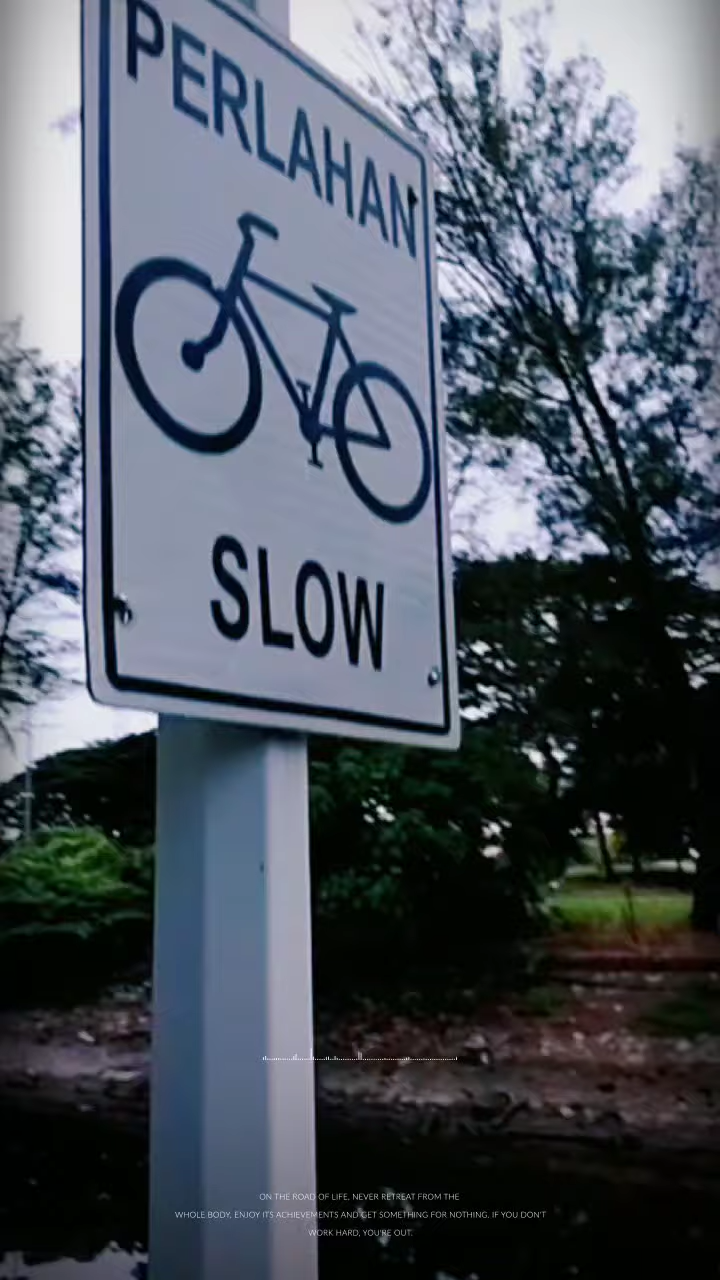 PERLAHAN
SLOW
ON THE ROAD OF LIFE, NEVER RETREAT FROM THE
WHOLE BODY, ENJOY ITS ACHIEVEMENTS AND GET SOMETHING FOR NOTHING. IF YOU DON'T
WORK HARD, YOU'RE OUT.